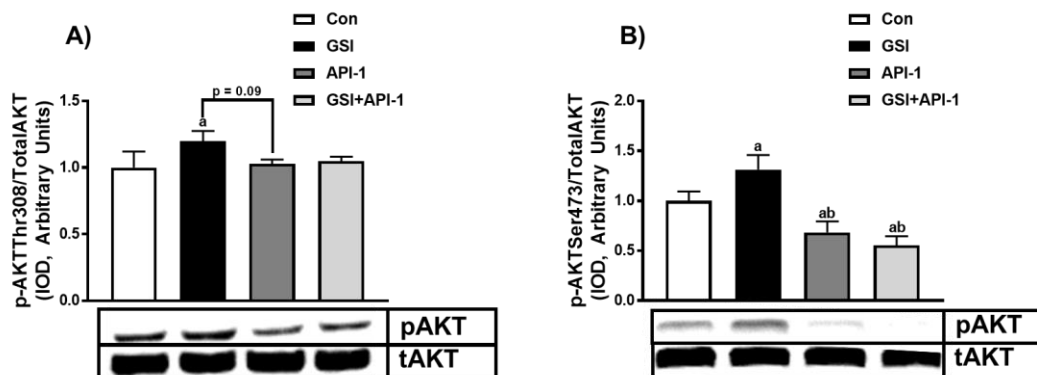 A)
Con
GSI
API-1
GSI+API-1
p-AKTThr308/TotalAKT
(IOD, Arbitrary Units)
1.5
1.0
0.5
0.0
p = 0.09
a
pAKT
tAKT
B)
Con
GSI
API-1
GSI+API-1
p-AKTSer473/TotalAKT
(IOD, Arbitrary Units)
2.0
1.5
1.0
0.5
0.0
a
ab
ab
pAKT
tAKT